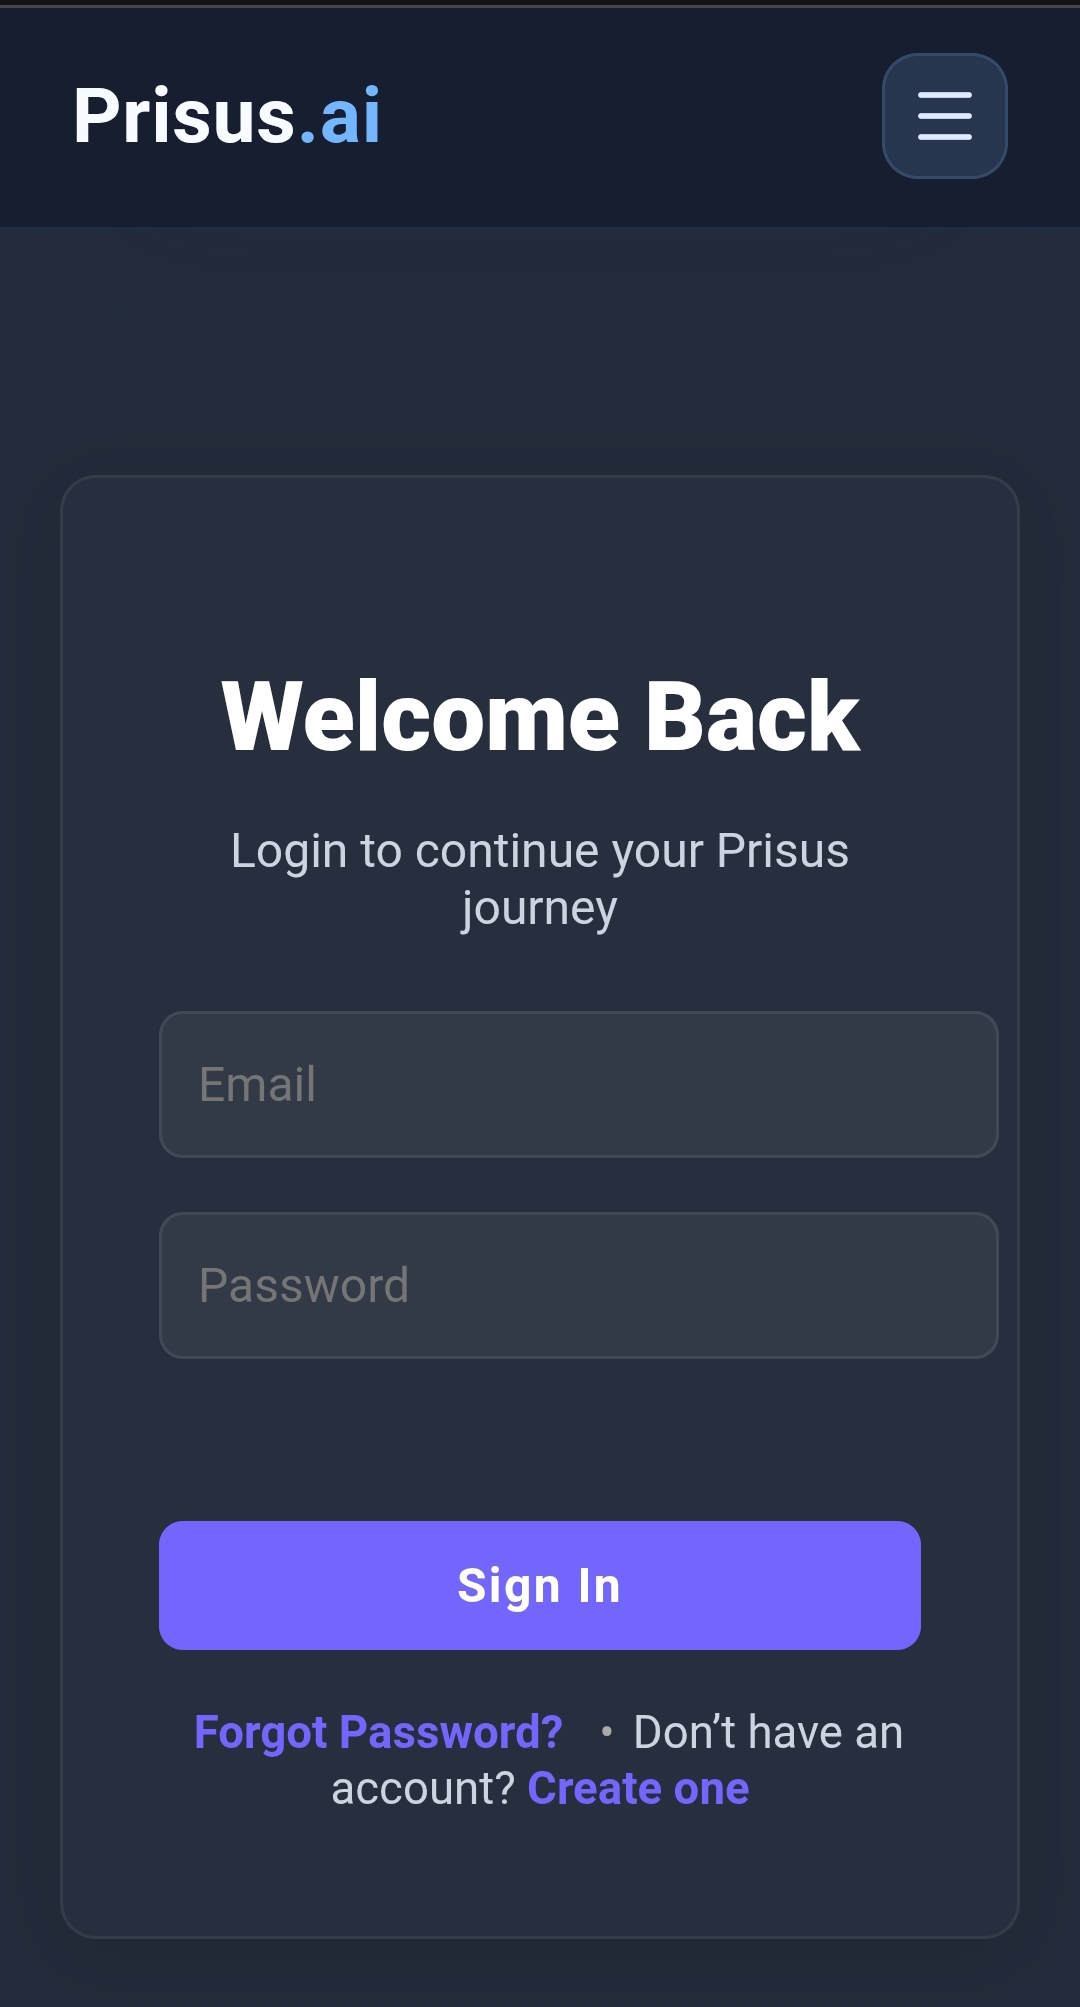 Prisus.ai
Welcome Back
Login to continue your Prisus
journey
Email
Password
Sign In
Forgot Password? • Don’t have an
account? Create one